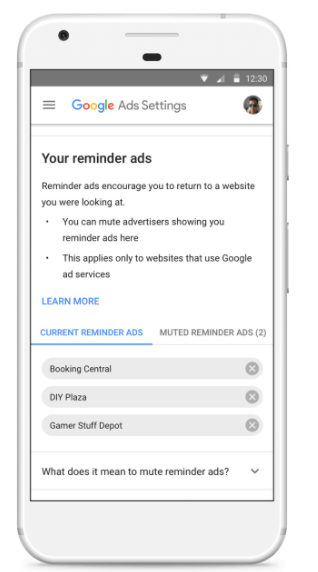 12:30
Google Ads Settings
Your reminder ads
Reminder ads encourage you to return to a website
you were looking at.
· You can mute advertisers showing you
reminder ads here
· This applies only to websites that use Google
ad services
LEARN MORE
CURRENT REMINDER ADS MUTED REMINDER ADS (2)
Booking Central
DIY Plaza
Gamer Stuff Depot
What does it mean to mute reminder ads?